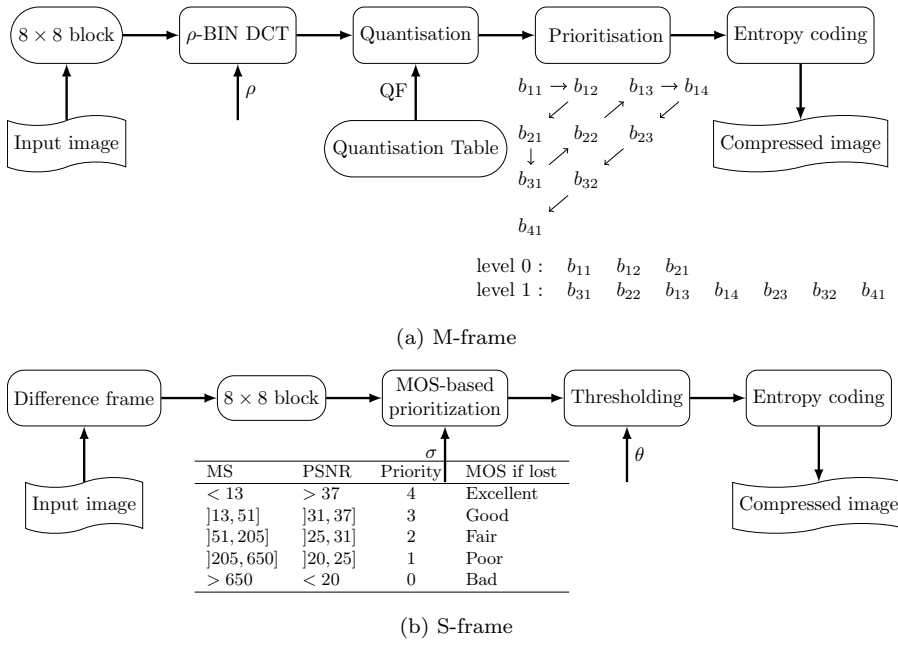 8 × 8 block
ρ-BIN DCT
Quantisation
Prioritisation
Entropy coding
ρ
QF
Input image
Quantisation Table
Compressed image
b11 → b12 b13 → b14
b21 b22 b23
b31 b32
b41
level 0 : b11 b12 b21
level 1 : b31 b22 b13 b14 b23 b32 b41
(a) M-frame
Difference frame
8 × 8 block
MOS-based
prioritization
Thresholding
Entropy coding
σ
θ
Input image
Compressed image
MS PSNR Priority MOS if lost
< 13 > 37 4 Excellent
]13, 51] ]31, 37] 3 Good
]51, 205] ]25, 31] 2 Fair
]205, 650] ]20, 25] 1 Poor
> 650 < 20 0 Bad
(b) S-frame